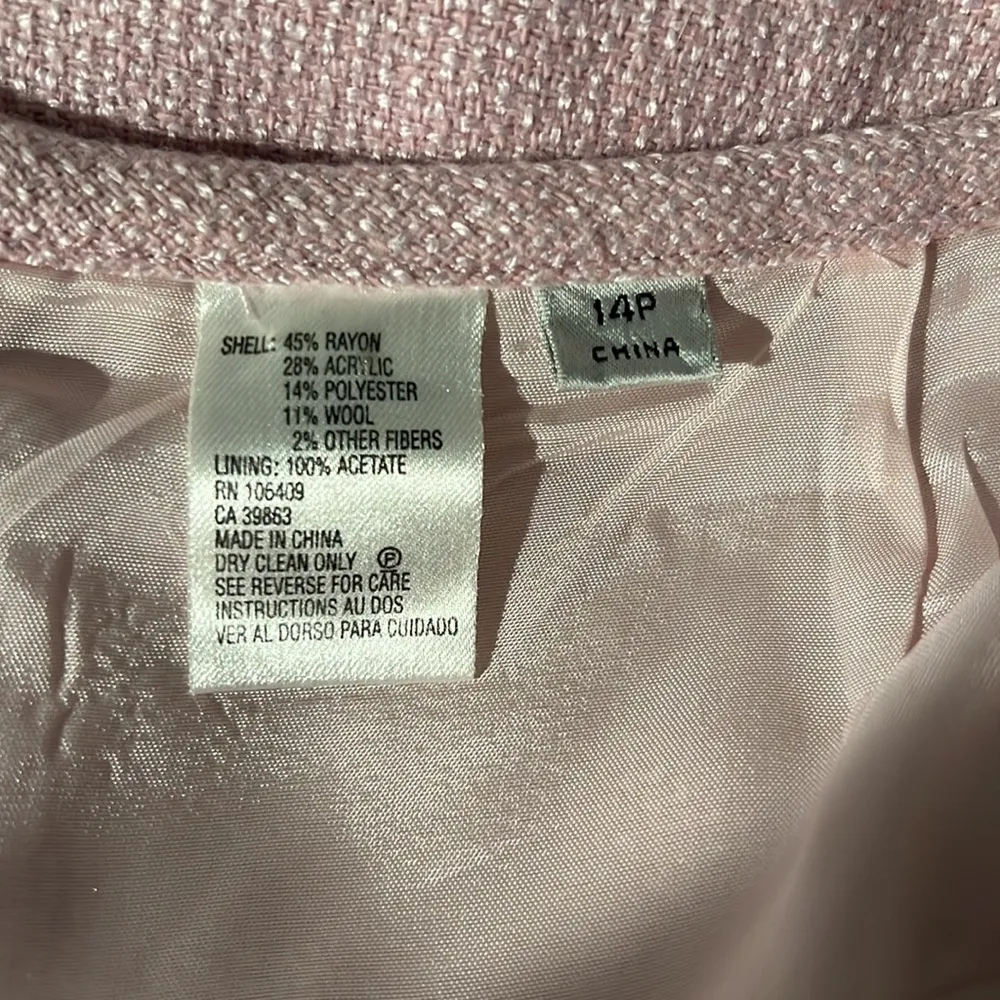 SHELL: 45% RAYON
28% ACRYLIC
14% POLYESTER
11% WOOL
2% OTHER FIBERS
LINING: 100% ACETATE
RN 106409
CA 39863
MADE IN CHINA
DRY CLEAN ONLY Ⓟ
SEE REVERSE FOR CARE
INSTRUCTIONS AU DOS
VER AL DORSO PARA CUIDADO
14P
CHINA